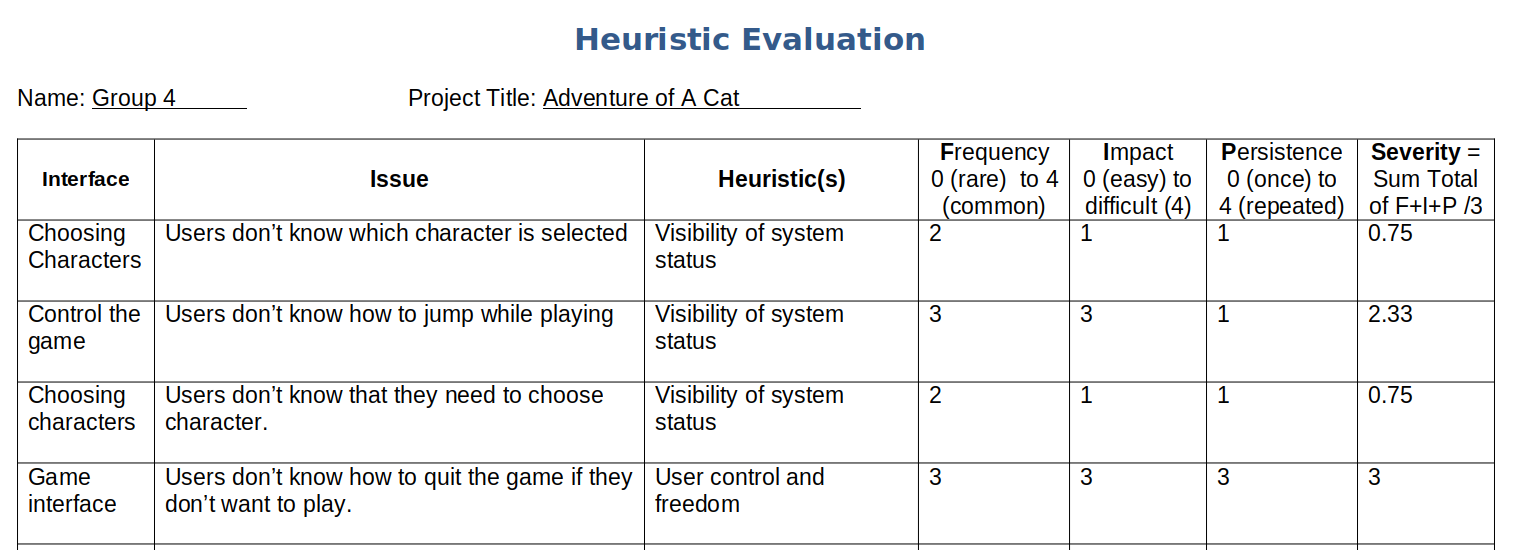 Heuristic Evaluation
Name: Group 4 Project Title: Adventure of A Cat
Interface
Issue
Heuristic(s)
Frequency
0 (rare) to 4
(common)
Impact
0 (easy) to
difficult (4)
Persistence
0 (once) to
4 (repeated)
Severity =
Sum Total
of F+I+P /3
Choosing
Characters
Users don’t know which character is selected
Visibility of system
status
2
1
1
0.75
Control the
game
Users don’t know how to jump while playing
Visibility of system
status
3
3
1
2.33
Choosing
characters
Users don’t know that they need to choose
character.
Visibility of system
status
2
1
1
0.75
Game
interface
Users don’t know how to quit the game if they
don’t want to play.
User control and
freedom
3
3
3
3